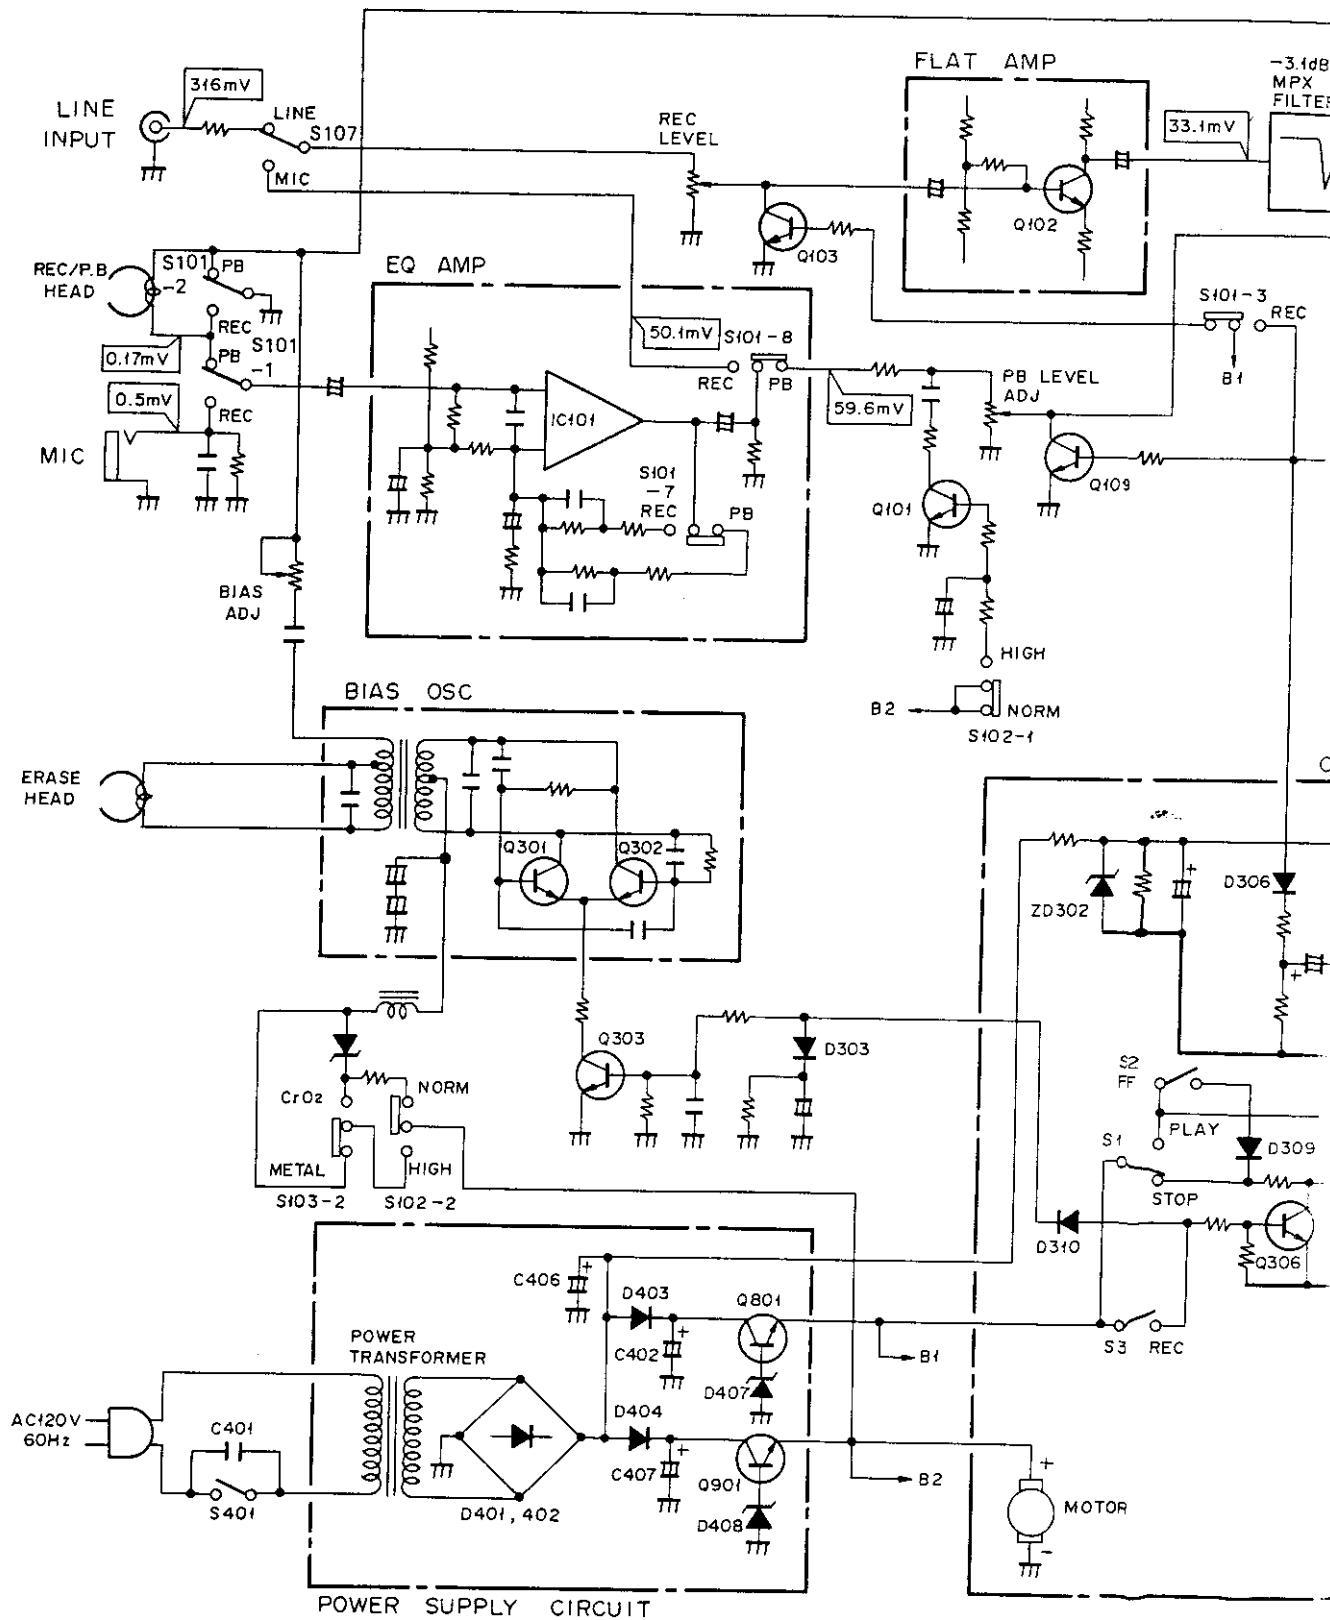 FLAT AMP
-3.1dB
MPX
316mV
LINE
INPUT
LINE
S107
MIC
REC
LEVEL
33.1mV
Q102
Q103
REC/P.B
HEAD
S101
-2
PB
REC
EQ AMP
S101-3
REC
B1
0.17mV
PB
S101
-1
50.1mV
S101-8
REC
PB
PB LEVEL
ADJ
0.5mV
REC
59.6mV
MIC
IC101
S101
-7
REC
PB
Q101
Q109
BIAS
ADJ
HIGH
BIAS OSC
B2
NORM
S102-1
ERASE
HEAD
Q301
Q302
ZD302
+
D306
+
Q303
D303
S2
FF
CrO2
NORM
PLAY
S1
D309
METAL
HIGH
S103-2
S102-2
STOP
D310
Q306
C406
+
D403
Q801
POWER
TRANSFORMER
+
C402
S3
REC
B1
D407
AC120V
60Hz
C401
D404
+
C407
Q901
B2
+
S401
D401, 402
D408
MOTOR
-
POWER SUPPLY CIRCUIT